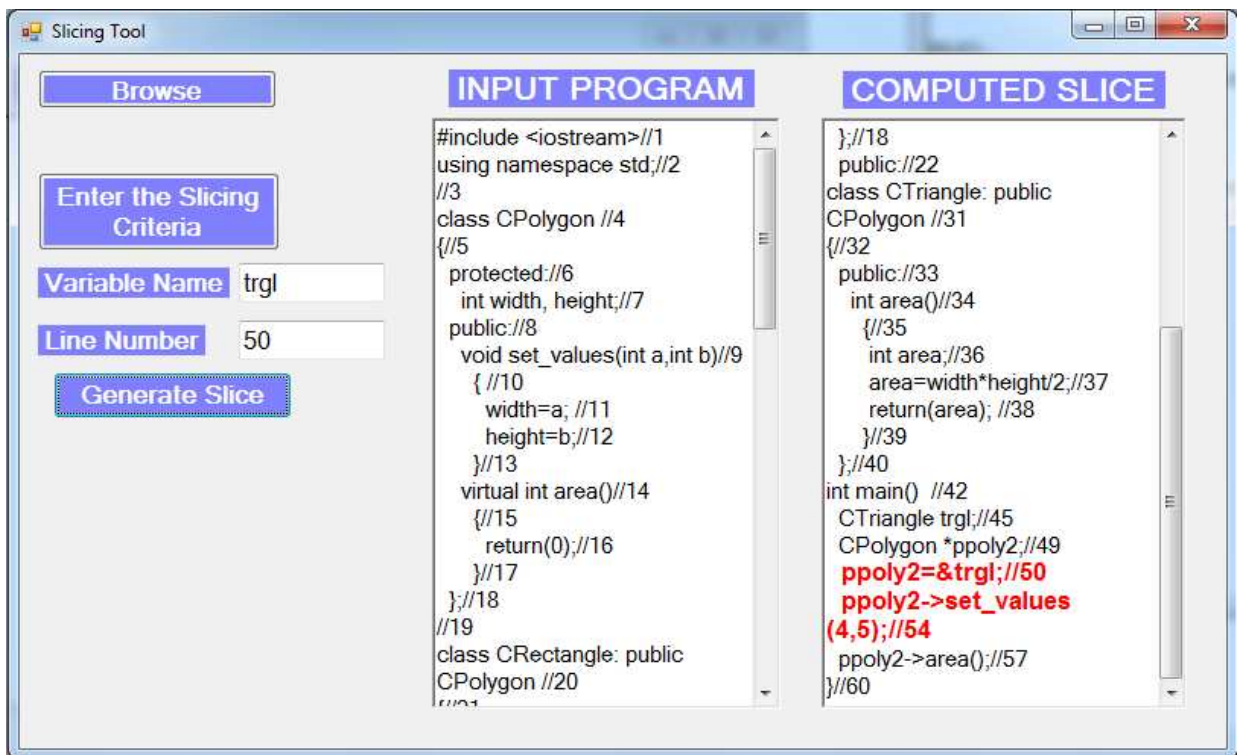 Slicing Tool
Browse
Enter the Slicing
Criteria
Variable Name
trgl
Line Number
50
Generate Slice
INPUT PROGRAM
#include <iostream>//1
using namespace std;//2
//3
class CPolygon //4
{//5
protected://6
int width, height;//7
public://8
void set_values(int a,int b)//9
{ //10
width=a; //11
height=b;//12
}//13
virtual int area()//14
{//15
return(0);//16
}//17
};//18
//19
class CRectangle: public
CPolygon //20
{//21
COMPUTED SLICE
};//18
public://22
class CTriangle: public
CPolygon //31
{//32
public://33
int area()//34
{//35
int area;//36
area=width*height/2;//37
return(area); //38
}//39
};//40
int main() //42
CTriangle trgl;//45
CPolygon *ppoly2;//49
ppoly2=&trgl;//50
ppoly2->set_values
(4,5);//54
ppoly2->area();//57
}//60